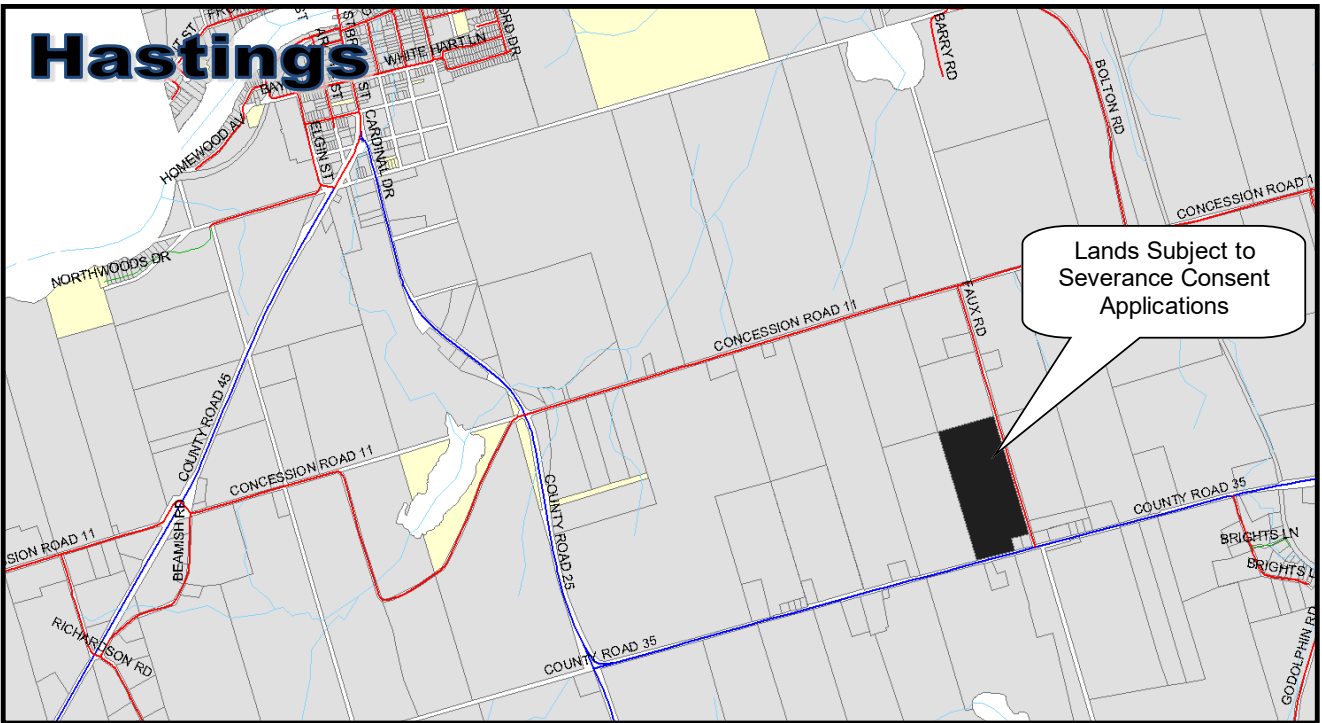 Hastings
WHITE HART LN
BARRY RD
BOLTON RD
HOMEWOOD AV
ELGIN ST
CARDINAL DR
NORTHWOODS DR
CONCESSION ROAD 1
Lands Subject to
Severance Consent
Applications
FAUX RD
CONCESSION ROAD 11
COUNTY ROAD 45
CONCESSION ROAD 11
COUNTY ROAD 25
COUNTY ROAD 35
BRIGHTS LN
BRIGHTS L
SSION ROAD 11
BEAMISH RD
RICHARDSON RD
COUNTY ROAD 35
GODOLPHIN RD